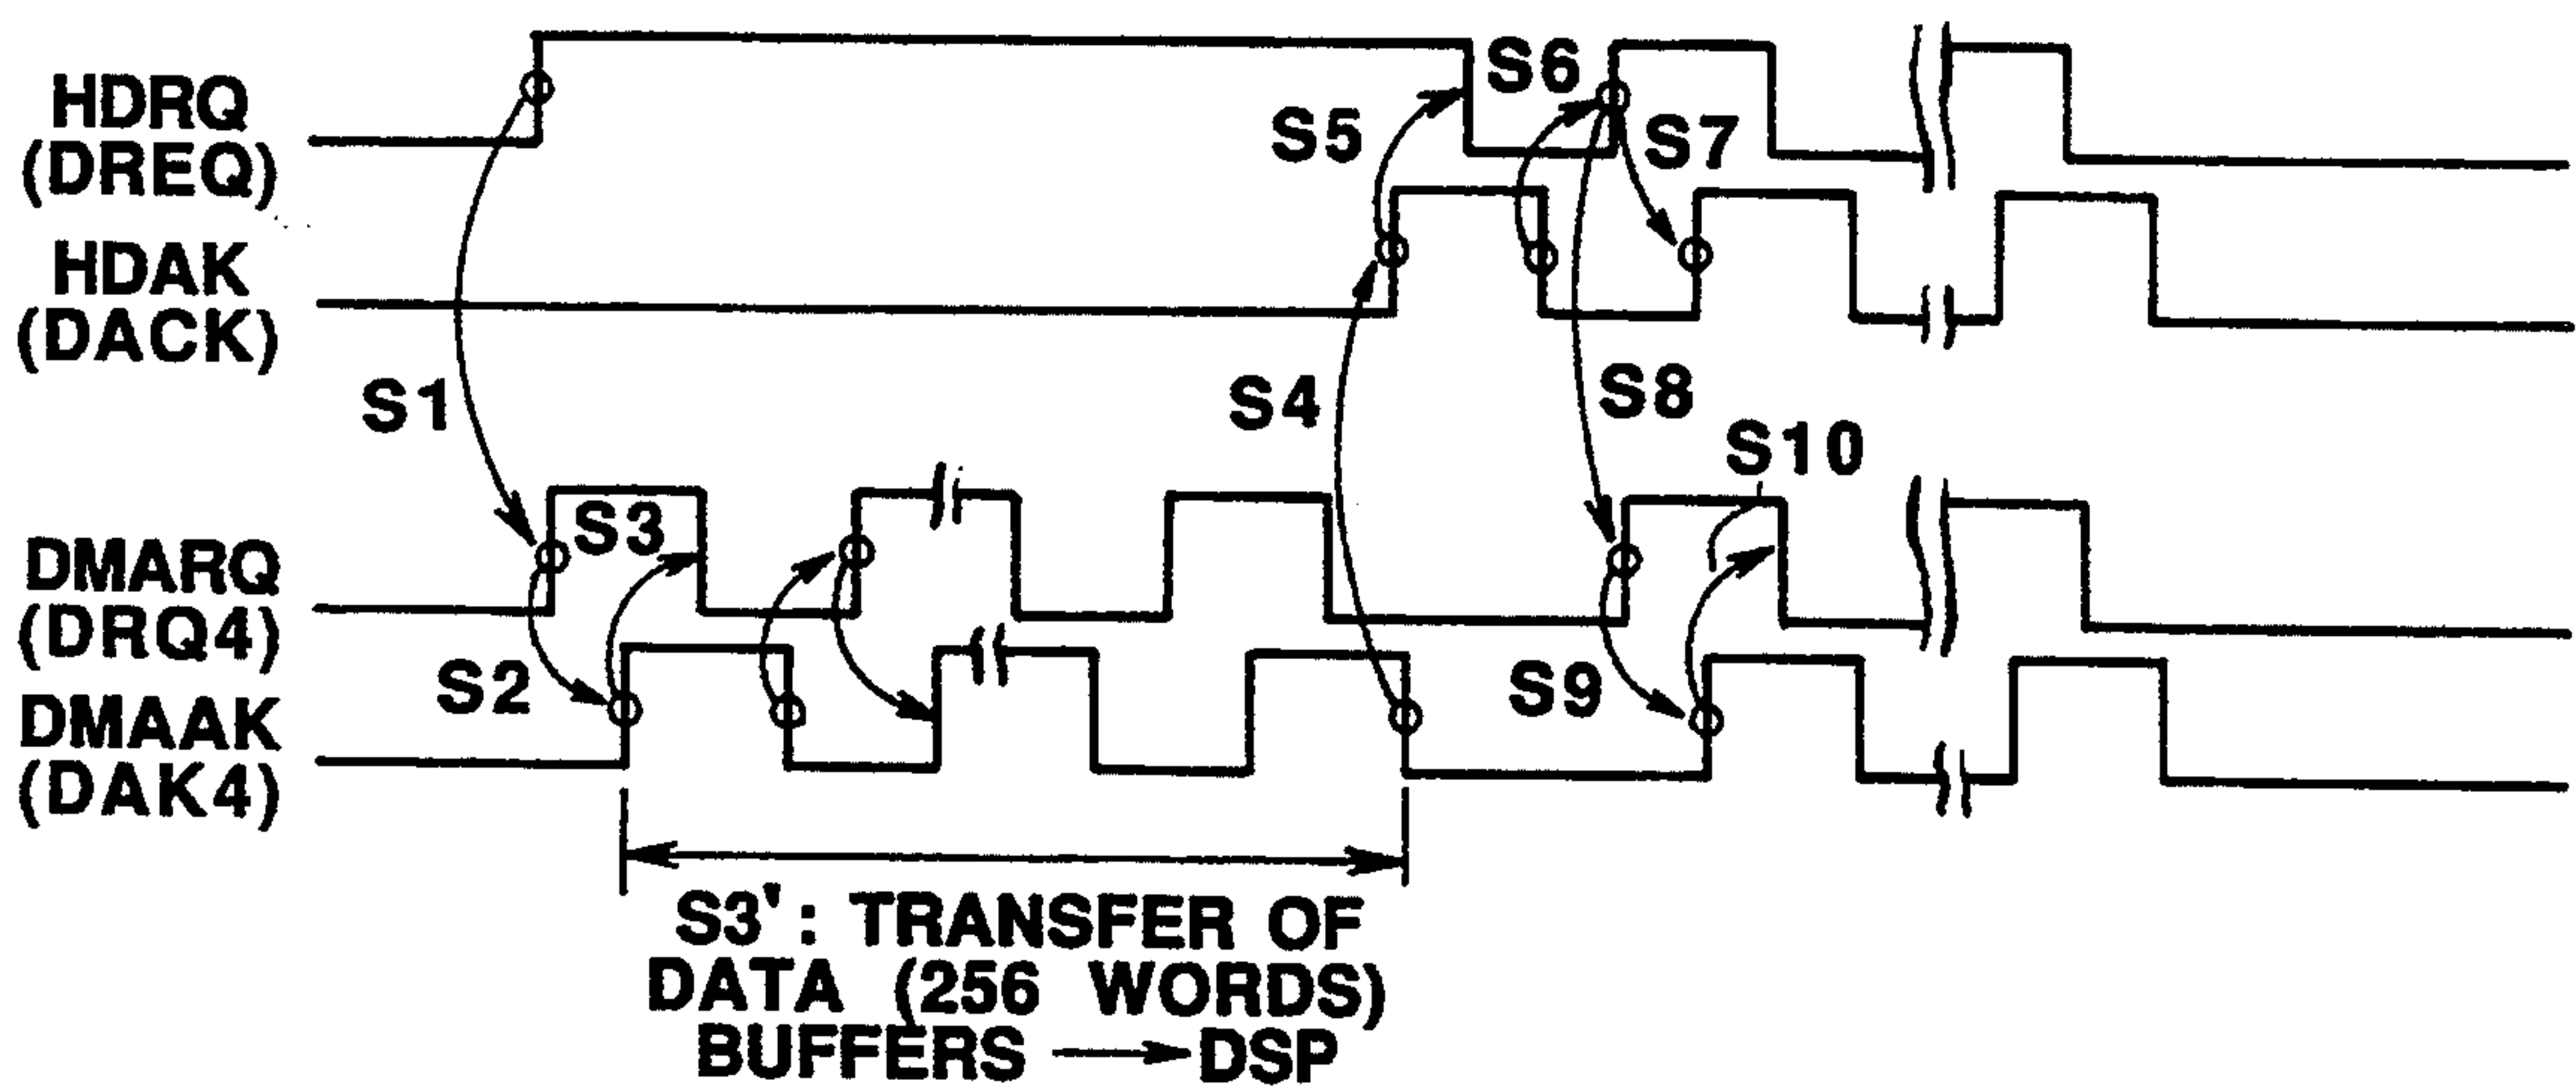 HDRQ
(DREQ)
HDAK
(DACK)
DMARQ
(DRQ4)
DMAAK
(DAK4)
S1
S2
S3
S4
S5
S6
S7
S8
S9
S10
S3': TRANSFER OF
DATA (256 WORDS)
BUFFERS → DSP